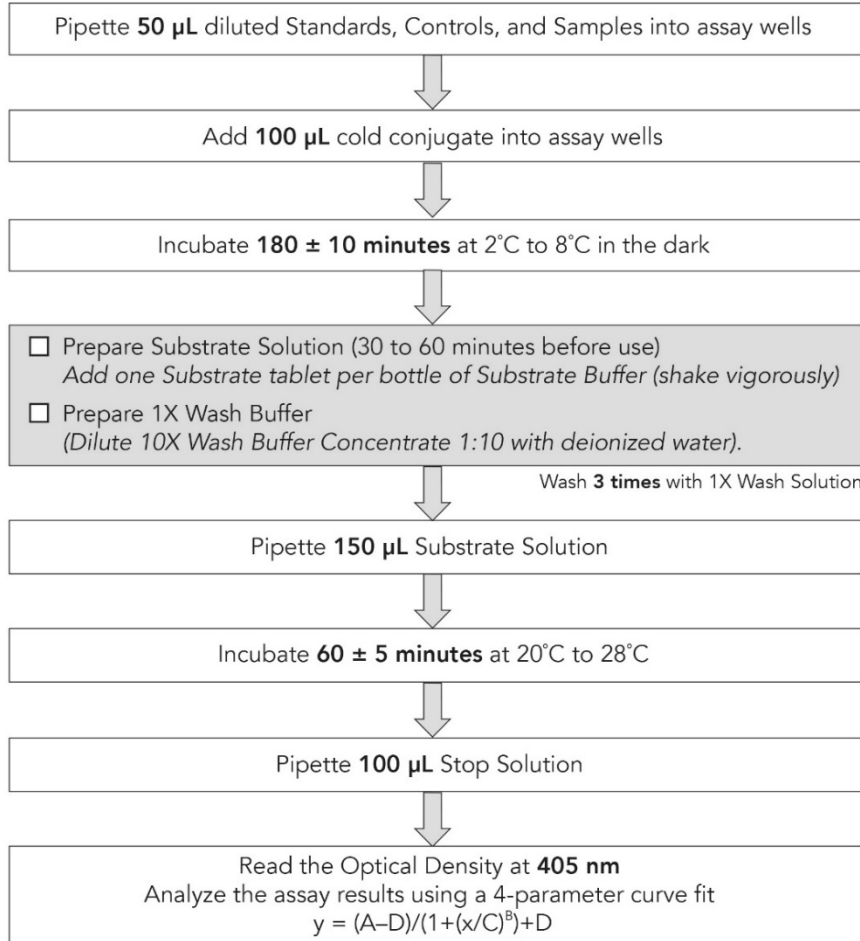 Pipette 50 µL diluted Standards, Controls, and Samples into assay wells
Add 100 µL cold conjugate into assay wells
Incubate 180 ± 10 minutes at 2°C to 8°C in the dark
☐ Prepare Substrate Solution (30 to 60 minutes before use)
Add one Substrate tablet per bottle of Substrate Buffer (shake vigorously)
☐ Prepare 1X Wash Buffer
(Dilute 10X Wash Buffer Concentrate 1:10 with deionized water).
Wash 3 times with 1X Wash Solution
Pipette 150 µL Substrate Solution
Incubate 60 ± 5 minutes at 20°C to 28°C
Pipette 100 µL Stop Solution
Read the Optical Density at 405 nm
Analyze the assay results using a 4-parameter curve fit
y = (A–D)/(1+(x/C)ᴮ)+D